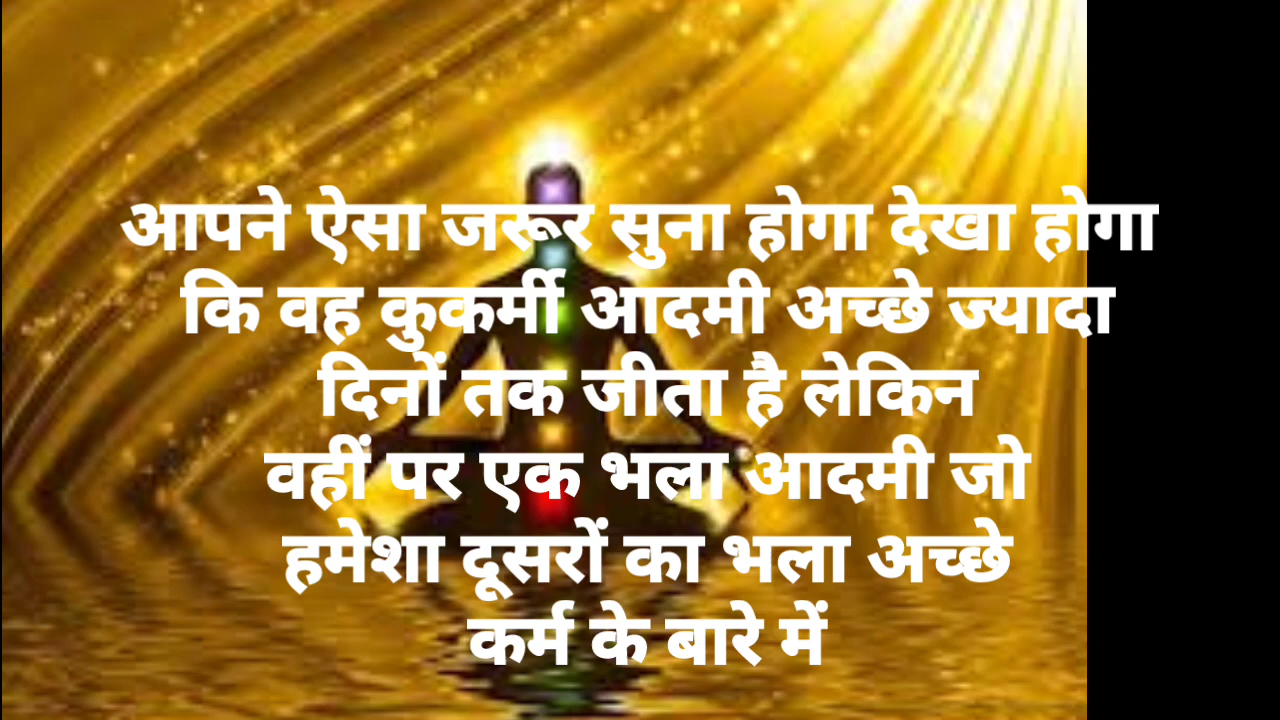 आपने ऐसा जरूर सुना होगा देखा होगा
कि वह कुकर्मी आदमी अच्छे ज्यादा
दिनों तक जीता है लेकिन
वहीं पर एक भला आदमी जो
हमेशा दूसरों का भला अच्छे
कर्म के बारे में